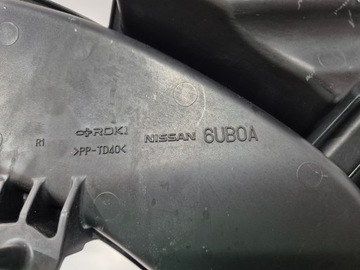 ROKI
NISSAN 6UB0A
R1
>PP-TD40<